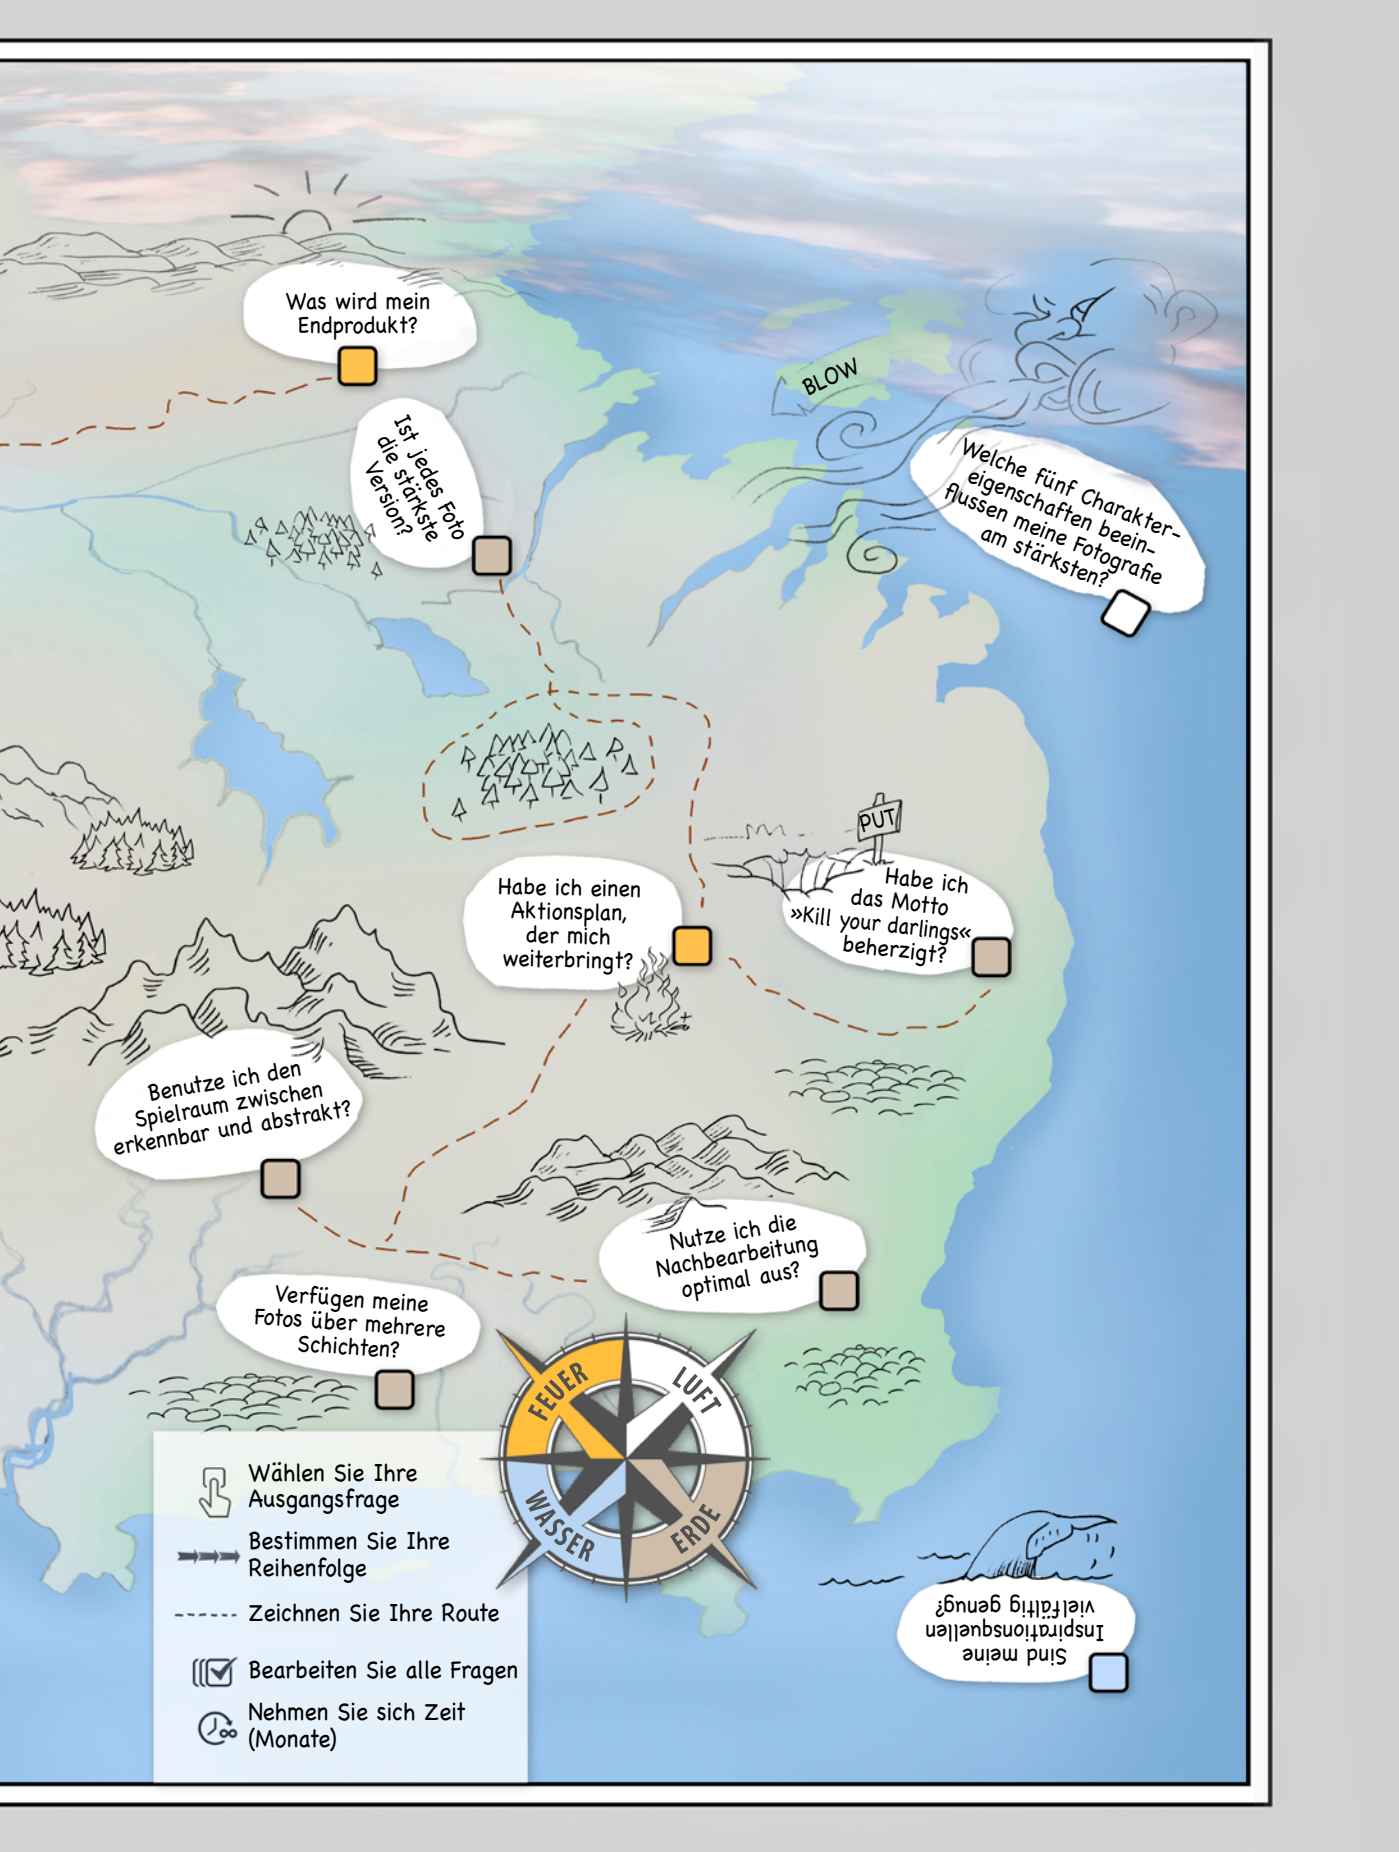 Was wird mein
Endprodukt?
BLOW
Ist jedes Foto
die stärkste
Version?
Welche fünf Charakter-
eigenschaften beein-
flussen meine Fotografie
am stärksten?
PUT
Habe ich
das Motto
»Kill your darlings«
beherzigt?
Habe ich einen
Aktionsplan,
der mich
weiterbringt?
Benutze ich den
Spielraum zwischen
erkennbar und abstrakt?
Nutze ich die
Nachbearbeitung
optimal aus?
Verfügen meine
Fotos über mehrere
Schichten?
FEUER
LUFT
WASSER
ERDE
Wählen Sie Ihre
Ausgangsfrage
Bestimmen Sie Ihre
Reihenfolge
Zeichnen Sie Ihre Route
Bearbeiten Sie alle Fragen
Nehmen Sie sich Zeit
(Monate)
Sind meine
Inspirationsquellen
vielfältig genug?